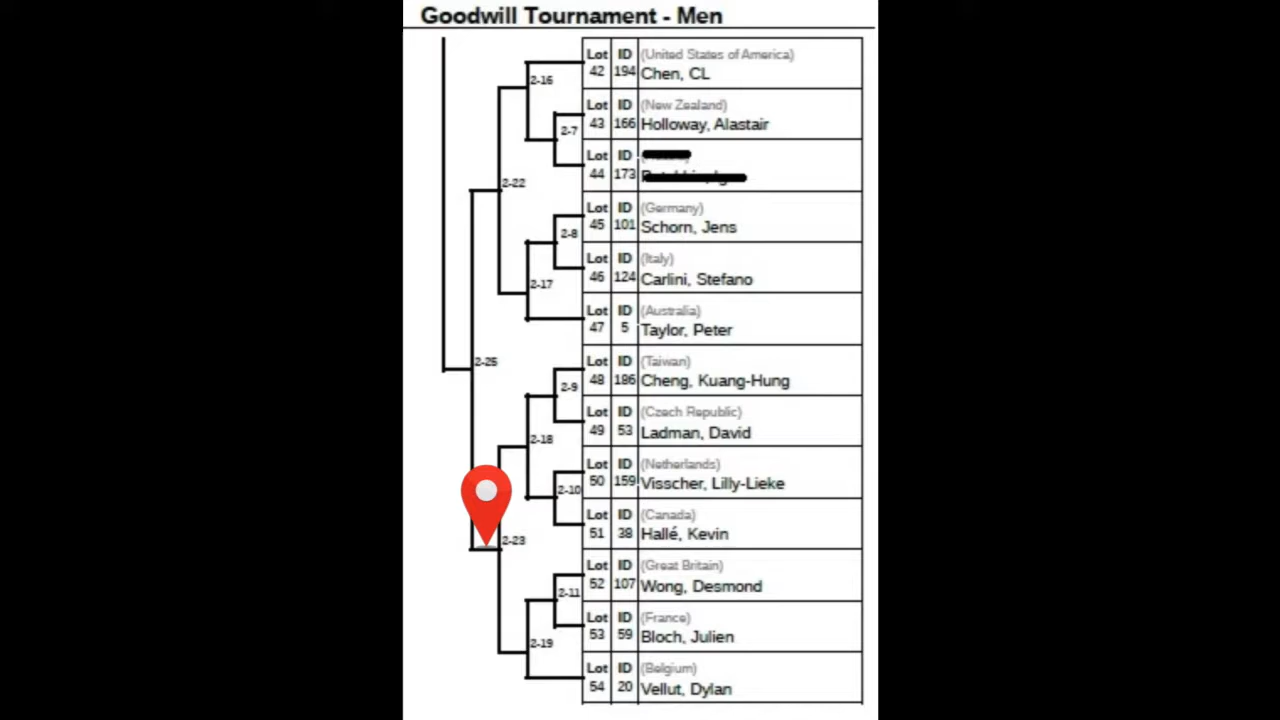 Goodwill Tournament - Men
Lot ID (United States of America)
42 194 Chen, CL
2-16
Lot ID (New Zealand)
43 166 Holloway, Alastair
2-7
Lot ID
44 173
2-22
Lot ID (Germany)
45 101 Schorn, Jens
2-8
Lot ID (Italy)
46 124 Carlini, Stefano
2-17
Lot ID (Australia)
47 5 Taylor, Peter
2-25
Lot ID (Taiwan)
48 186 Cheng, Kuang-Hung
2-9
Lot ID (Czech Republic)
49 53 Ladman, David
2-18
Lot ID (Netherlands)
50 159 Visscher, Lilly-Lieke
2-10
Lot ID (Canada)
51 38 Hallé, Kevin
2-23
Lot ID (Great Britain)
52 107 Wong, Desmond
2-11
Lot ID (France)
53 59 Bloch, Julien
2-19
Lot ID (Belgium)
54 20 Vellut, Dylan